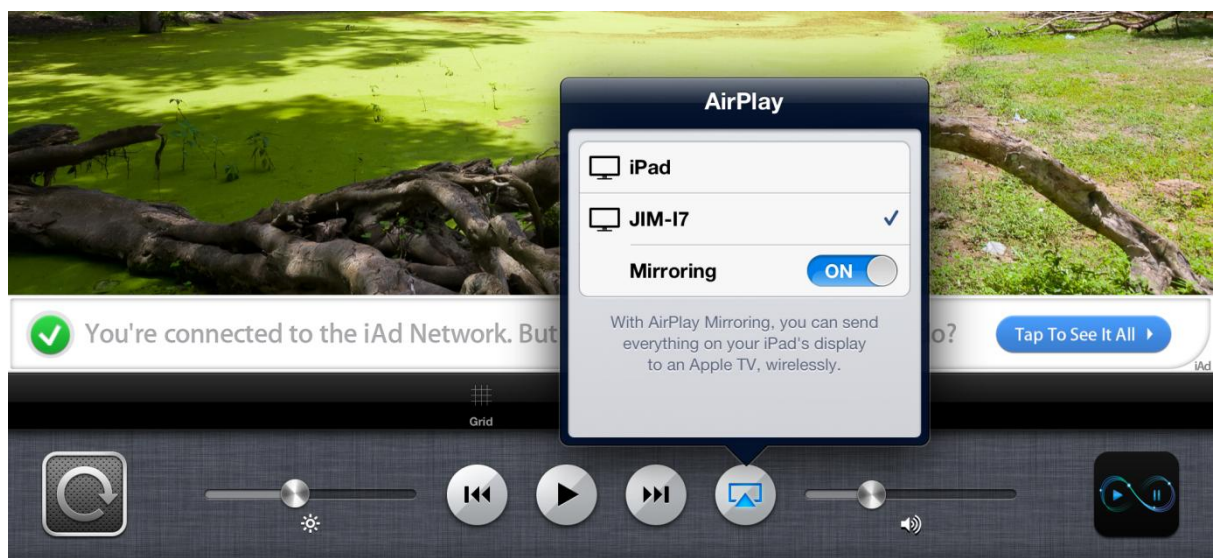 AirPlay
iPad
JIM-I7
Mirroring
ON
With AirPlay Mirroring, you can send
everything on your iPad's display
to an Apple TV, wirelessly.
You're connected to the iAd Network. But
o?
Tap To See It All
iAd
Grid